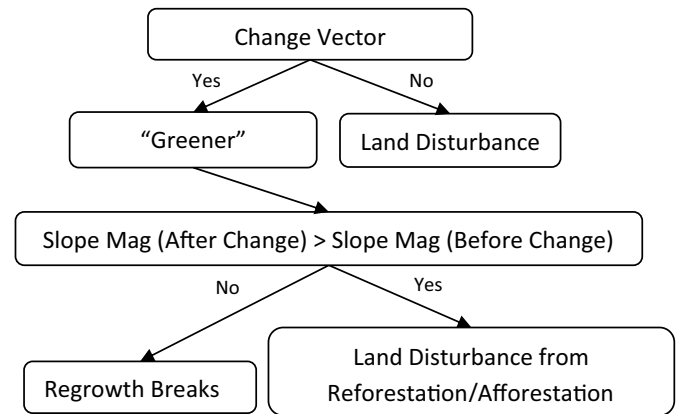 Change Vector
Yes
No
“Greener”
Land Disturbance
Slope Mag (After Change) > Slope Mag (Before Change)
No
Yes
Regrowth Breaks
Land Disturbance from
Reforestation/Afforestation